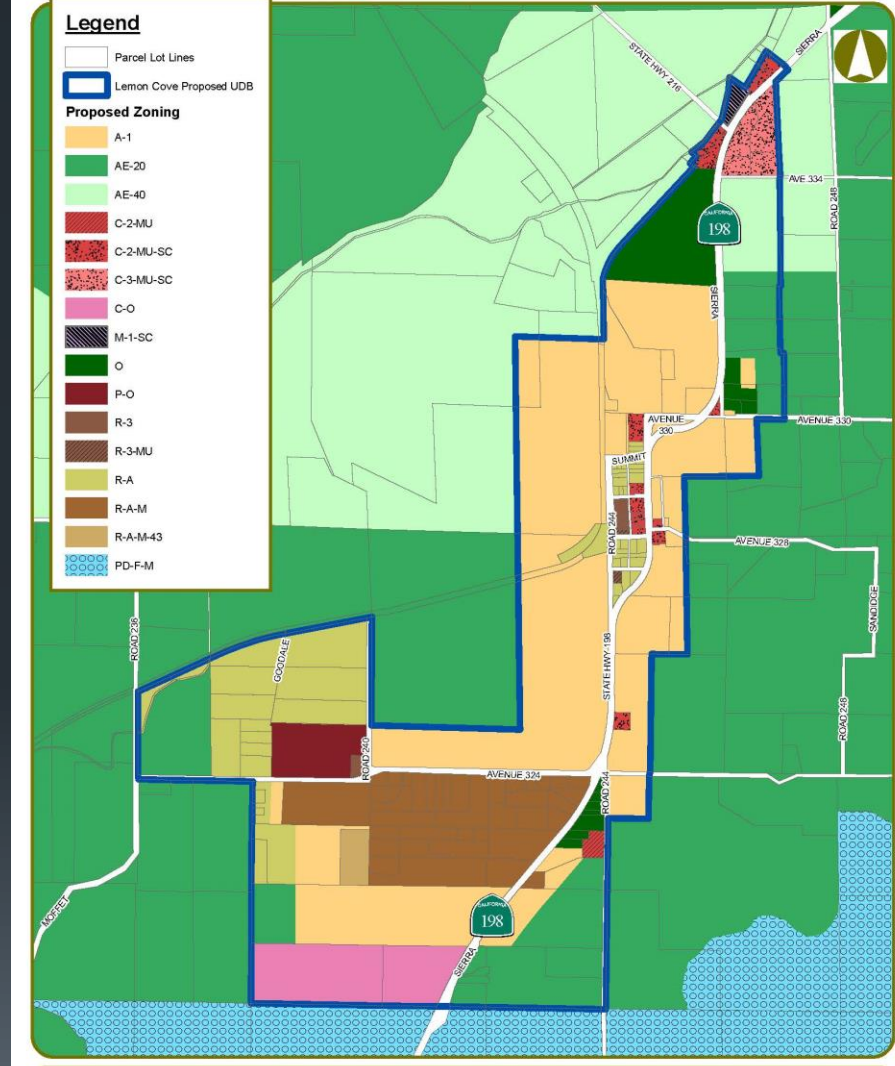 Legend
Parcel Lot Lines
Lemon Cove Proposed UDB
Proposed Zoning
A-1
AE-20
AE-40
C-2-MU
C-2-MU-SC
C-3-MU-SC
C-O
M-1-SC
O
P-O
R-3
R-3-MU
R-A
R-A-M
R-A-M-43
PD-F-M
STATE HWY 216
SIERRA
AVE 334
ROAD 248
CALIFORNIA
198
SIERRA
AVENUE
330
AVENUE 330
SUMMIT
ROAD 244
AVENUE 328
SANDIDGE
ROAD 236
GOODALE
STATE HWY 198
ROAD 248
ROAD 240
AVENUE 324
ROAD 244
MOFFET
CALIFORNIA
198
SIERRA